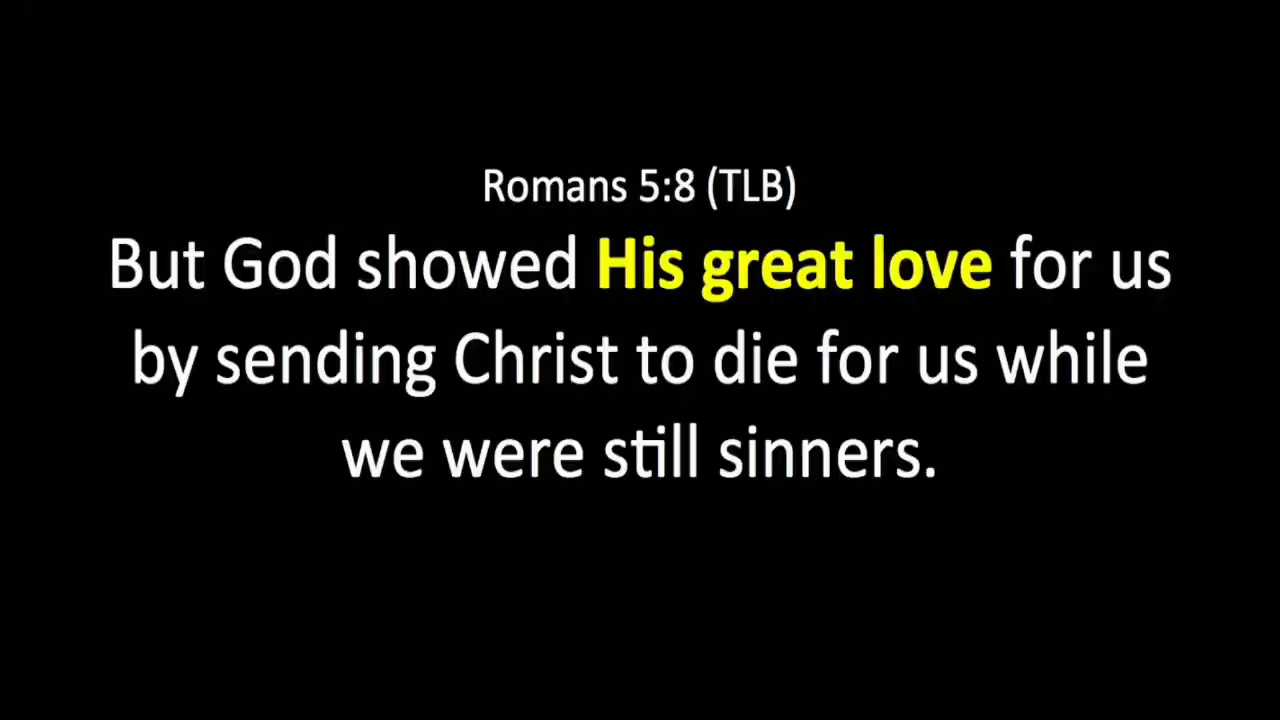 Romans 5:8 (TLB)
But God showed His great love for us
by sending Christ to die for us while
we were still sinners.